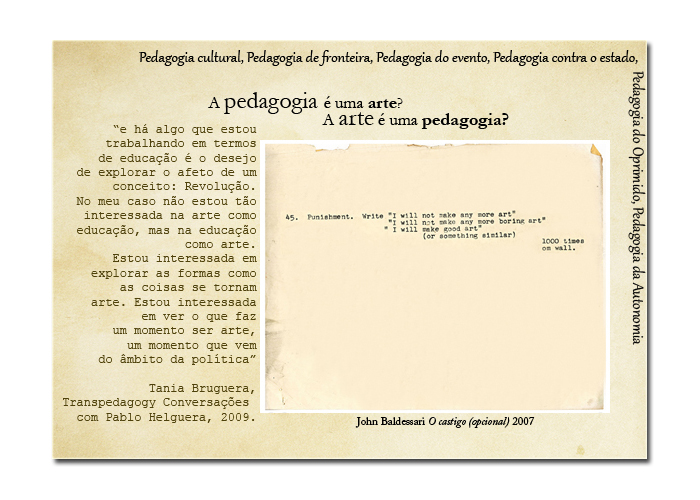 Pedagogia cultural, Pedagogia de fronteira, Pedagogia do evento, Pedagogia contra o estado,
Pedagogia do Oprimido, Pedagogia da Autonomia
A pedagogia é uma arte?
A arte é uma pedagogia?
“e há algo que estou
trabalhando em termos
de educação é o desejo
de explorar o afeto de um
conceito: Revolução.
No meu caso não estou tão
interessada na arte como
educação, mas na educação
como arte.
Estou interessada em
explorar as formas como
as coisas se tornam
arte. Estou interessada
em ver o que faz
um momento ser arte,
um momento que vem
do âmbito da política”
Tania Bruguera,
Transpedagogy Conversações
com Pablo Helguera, 2009.
45. Punishment. Write "I will not make any more art"
"I will not make any more boring art"
" I will make good art"
(or something similar)
1000 times
on wall.
John Baldessari O castigo (opcional) 2007